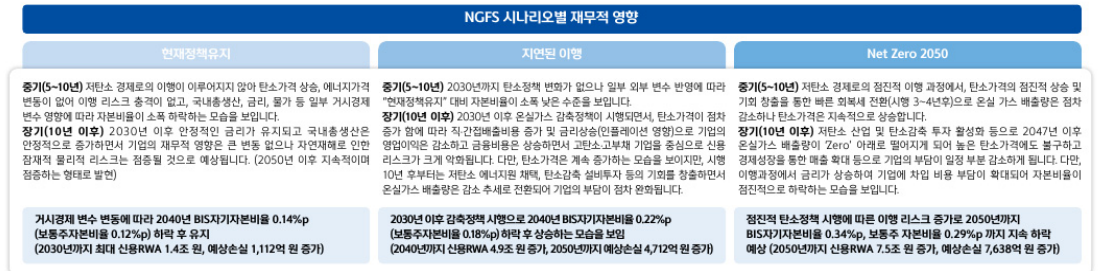 NGFS 시나리오별 재무적 영향
현재정책유지
중기(5~10년) 저탄소 경제로의 이행이 이루어지지 않아 탄소가격 상승, 에너지가격
변동이 없어 이행 리스크 충격이 없고, 국내총생산, 금리, 물가 등 일부 거시경제
변수 영향에 따라 자본비율이 소폭 하락하는 모습을 보입니다.
장기(10년 이후) 2030년 이후 안정적인 금리가 유지되고 국내총생산은
안정적으로 증가하면서 기업의 재무적 영향은 큰 변동 없으나 자연재해로 인한
잠재적 물리적 리스크는 점증될 것으로 예상됩니다. (2050년 이후 지속적이며
점증하는 형태로 발현)
거시경제 변수 변동에 따라 2040년 BIS자기자본비율 0.14%p
(보통주자본비율 0.12%p) 하락 후 유지
(2030년까지 최대 신용RWA 1.4조 원, 예상손실 1,112억 원 증가)
지연된 이행
중기(5~10년) 2030년까지 탄소정책 변화가 없으나 일부 외부 변수 반영에 따라
"현재정책유지" 대비 자본비율이 소폭 낮은 수준을 보입니다.
장기(10년 이후) 2030년 이후 온실가스 감축정책이 시행되면서, 탄소가격이 점차
증가 함에 따라 직·간접배출비용 증가 및 금리상승(인플레이션 영향)으로 기업의
영업이익은 감소하고 금융비용은 상승하면서 고탄소·고부채 기업을 중심으로 신용
리스크가 크게 악화됩니다. 다만, 탄소가격은 계속 증가하는 모습을 보이지만, 시행
10년 후부터는 저탄소 에너지원 채택, 탄소감축 설비투자 등의 기회를 창출하면서
온실가스 배출량은 감소 추세로 전환되어 기업의 부담이 점차 완화됩니다.
2030년 이후 감축정책 시행으로 2040년 BIS자기자본비율 0.22%p
(보통주자본비율 0.18%p) 하락 후 상승하는 모습을 보임
(2040년까지 신용RWA 4.9조 원 증가, 2050년까지 예상손실 4,712억 원 증가)
Net Zero 2050
중기(5~10년) 저탄소 경제로의 점진적 이행 과정에서, 탄소가격의 점진적 상승 및
기회 창출을 통한 빠른 회복세 전환(시행 3~4년후)으로 온실 가스 배출량은 점차
감소하나 탄소가격은 지속적으로 상승합니다.
장기(10년 이후) 저탄소 산업 및 탄소감축 투자 활성화 등으로 2047년 이후
온실가스 배출량이 'Zero' 아래로 떨어지게 되어 높은 탄소가격에도 불구하고
경제성장을 통한 매출 확대 등으로 기업의 부담이 일정 부분 감소하게 됩니다. 다만,
이행과정에서 금리가 상승하여 기업에 차입 비용 부담이 확대되어 자본비율이
점진적으로 하락하는 모습을 보입니다.
점진적 탄소정책 시행에 따른 이행 리스크 증가로 2050년까지
BIS자기자본비율 0.34%p, 보통주 자본비율 0.29%p 까지 지속 하락
예상 (2050년까지 신용RWA 7.5조 원, 예상손실 7,638억 원 증가)